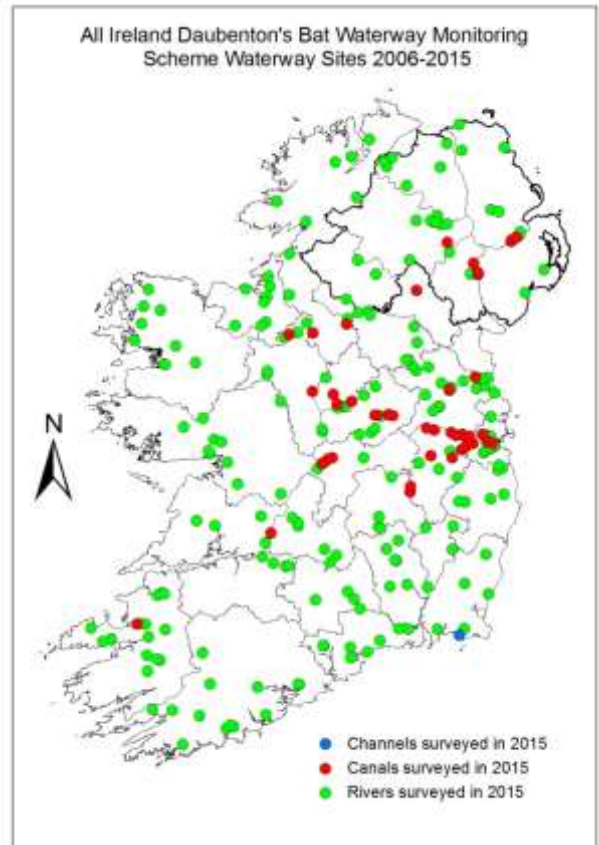 All Ireland Daubenton's Bat Waterway Monitoring
Scheme Waterway Sites 2006-2015
N
Channels surveyed in 2015
Canals surveyed in 2015
Rivers surveyed in 2015